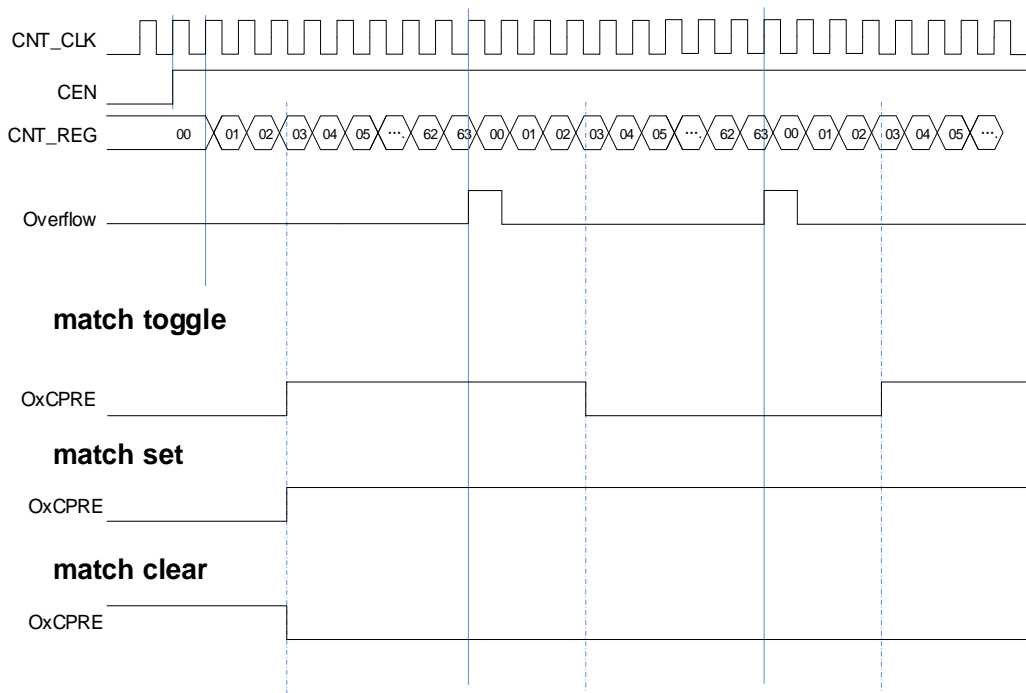 CNT_CLK
CEN
CNT_REG 00 01 02 03 04 05 .... 62 63 00 01 02 03 04 05 .... 62 63 00 01 02 03 04 05 ....
Overflow
match toggle
OxCPRE
match set
OxCPRE
match clear
OxCPRE